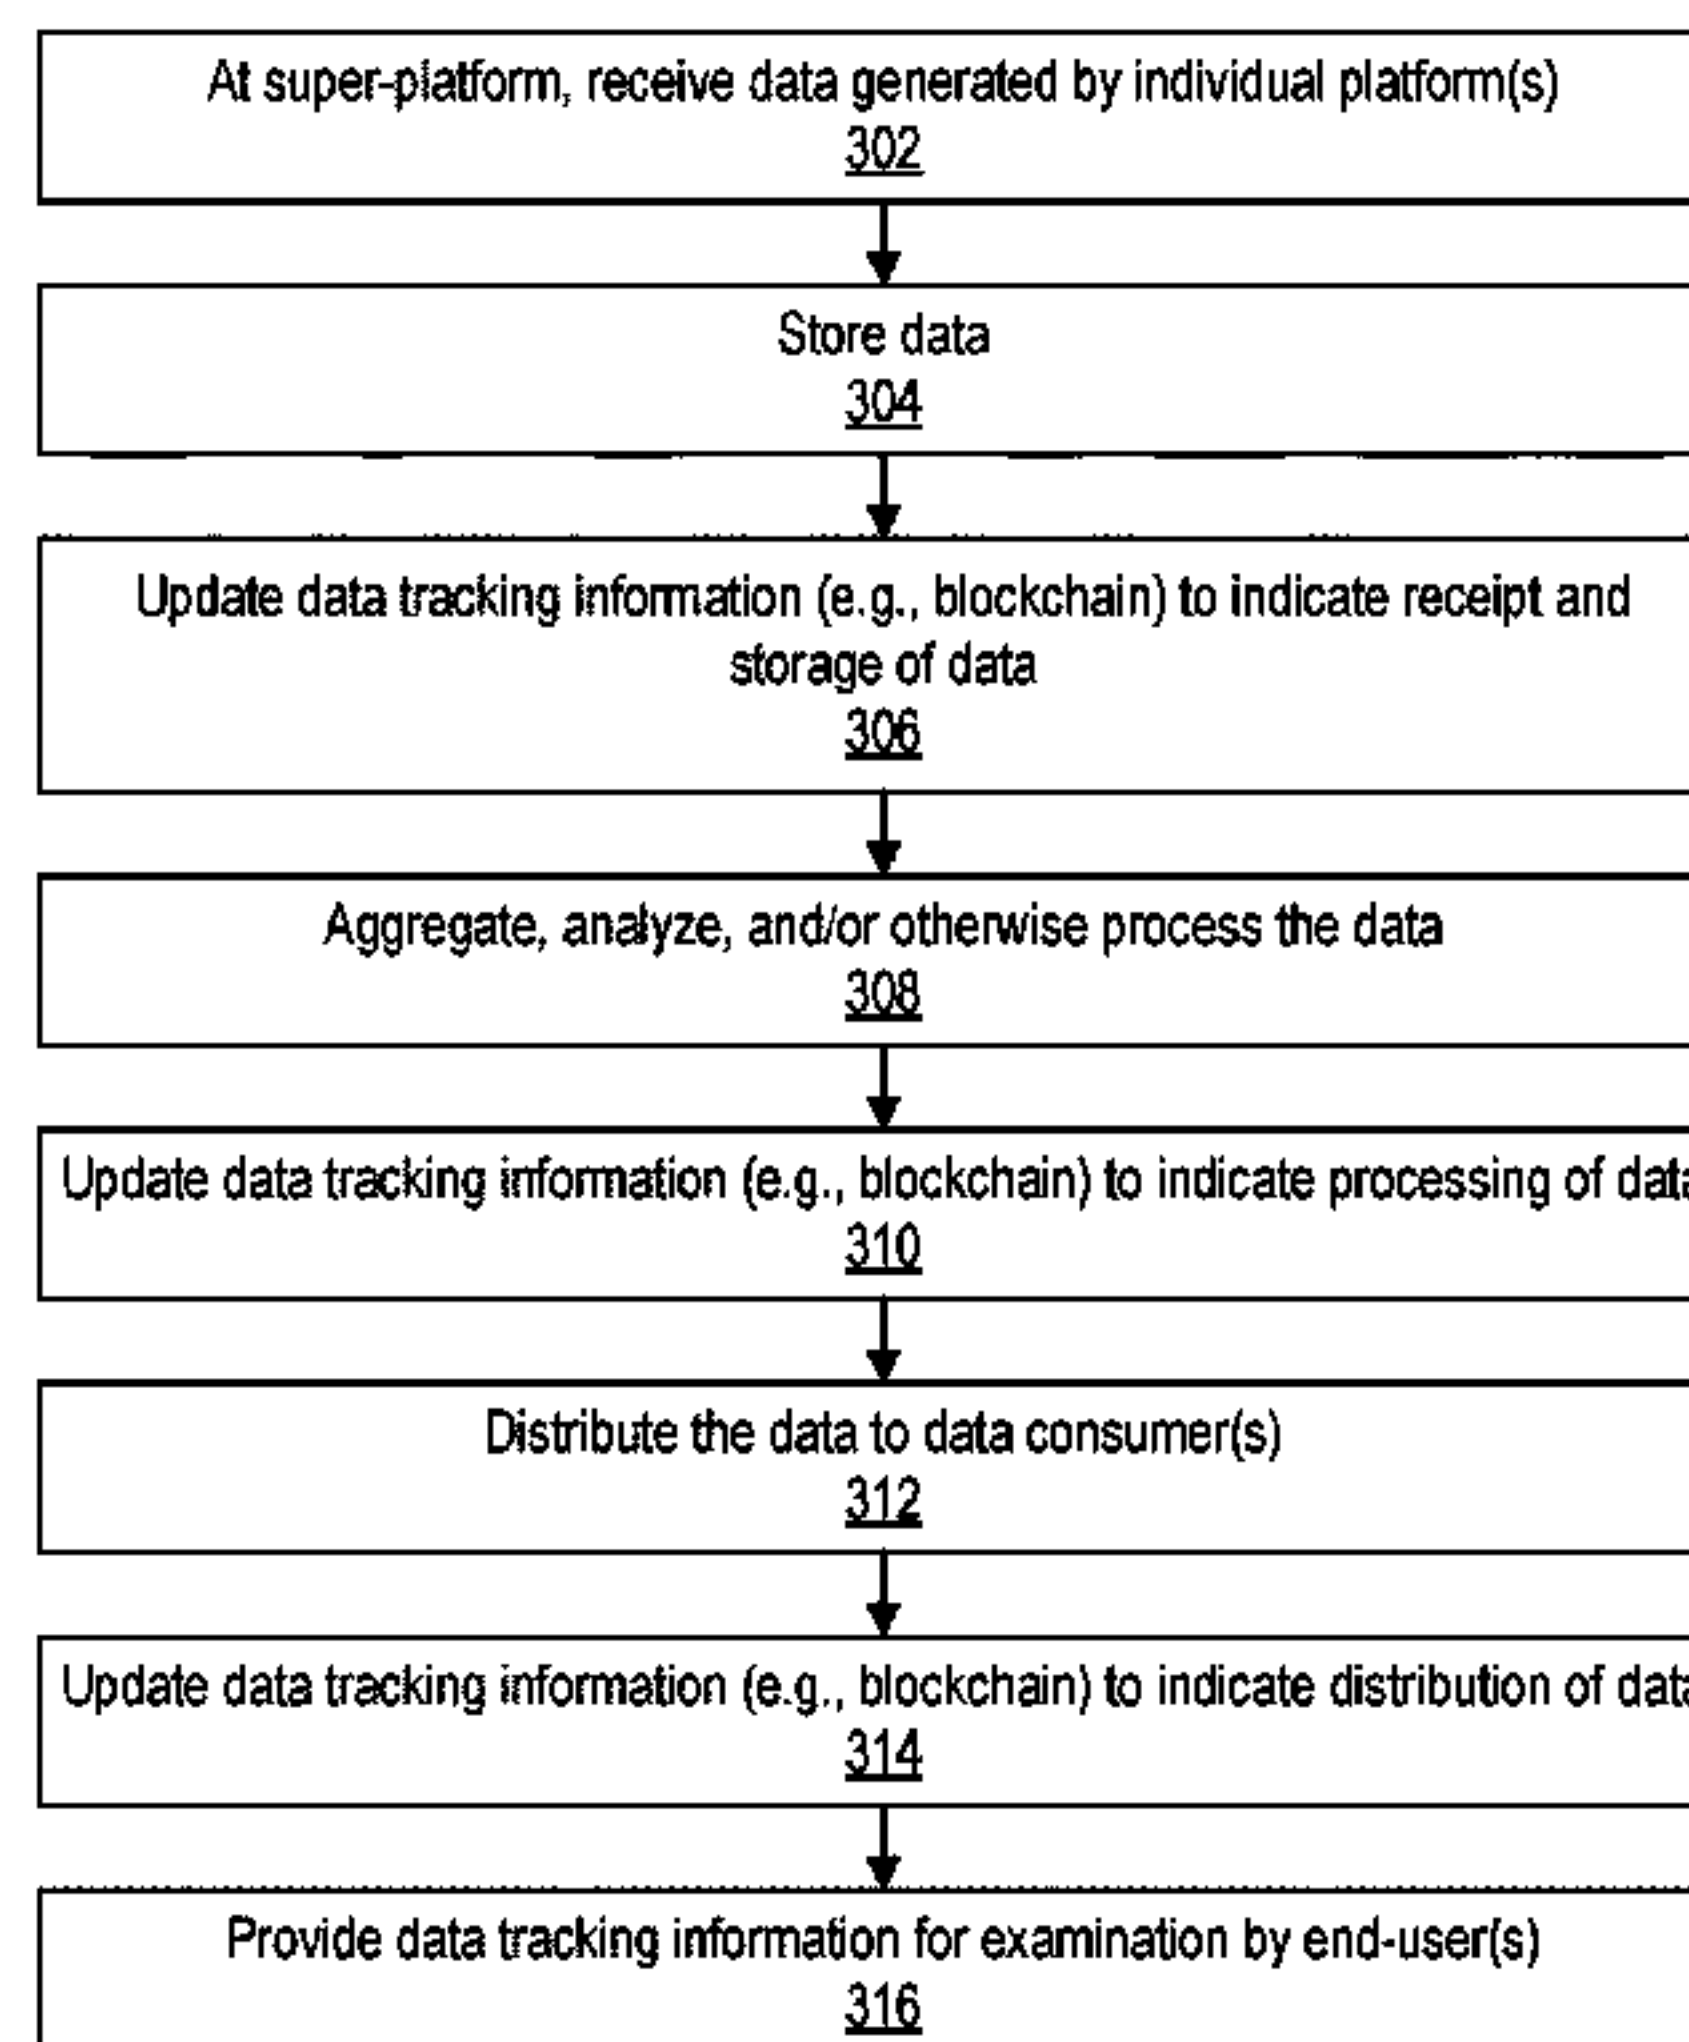 At super-platform, receive data generated by individual platform(s)
302
Store data
304
Update data tracking information (e.g., blockchain) to indicate receipt and
storage of data
306
Aggregate, analyze, and/or otherwise process the data
308
Update data tracking information (e.g., blockchain) to indicate processing of data
310
Distribute the data to data consumer(s)
312
Update data tracking information (e.g., blockchain) to indicate distribution of data
314
Provide data tracking information for examination by end-user(s)
316